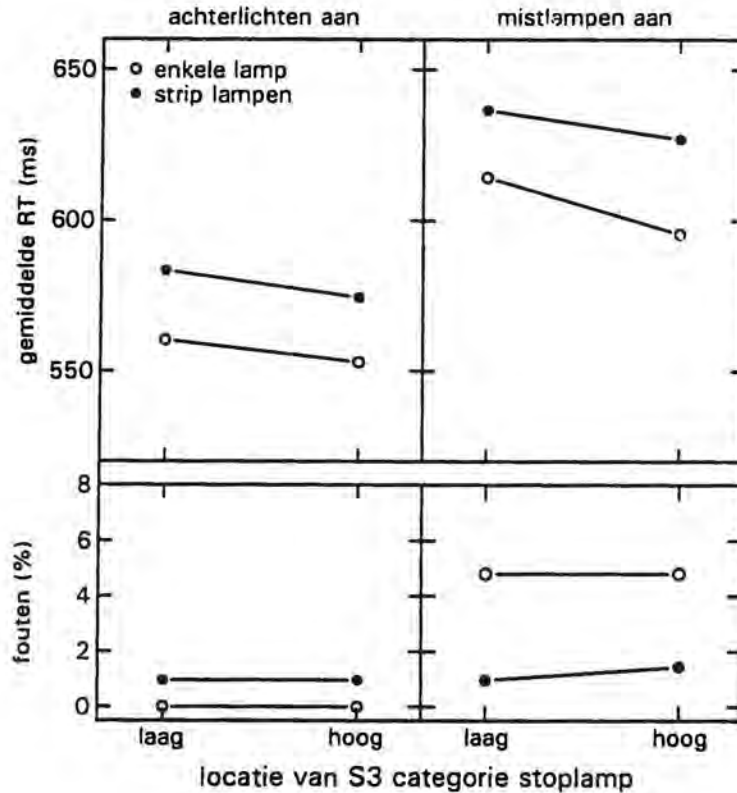 achterlichten aan
mistlampen aan
gemiddelde RT (ms)
650
600
550
enkele lamp
strip lampen
fouten (%)
8
6
4
2
0
laag
hoog
laag
hoog
locatie van S3 categorie stoplamp